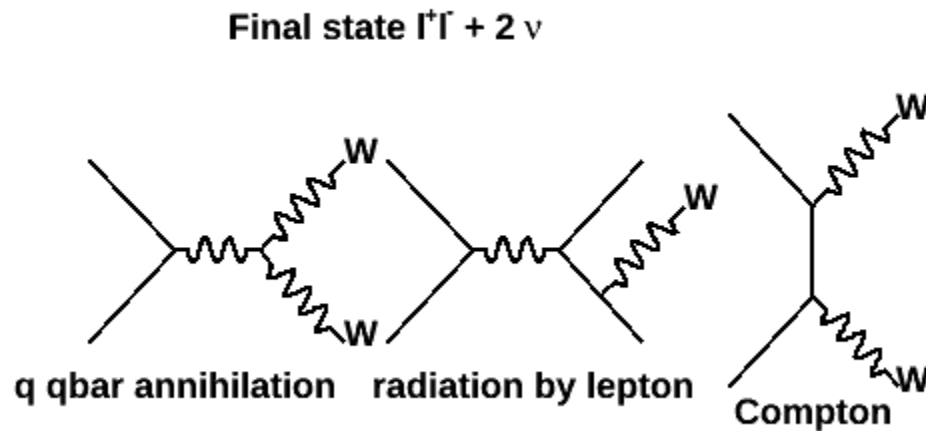 Final state l⁺l⁻ + 2 ν
W
W
W
W
W
q qbar annihilation
radiation by lepton
Compton